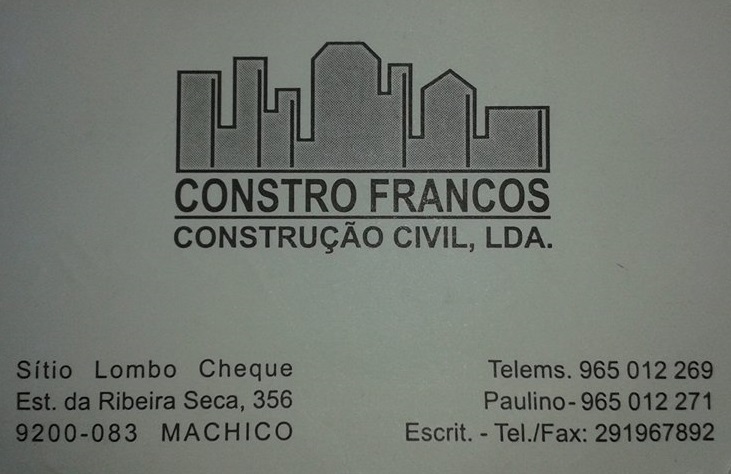 CONSTRO FRANCOS
CONSTRUÇÃO CIVIL, LDA.
Sítio Lombo Cheque
Est. da Ribeira Seca, 356
9200-083 MACHICO
Telems. 965 012 269
Paulino- 965 012 271
Escrit. - Tel./Fax: 291967892